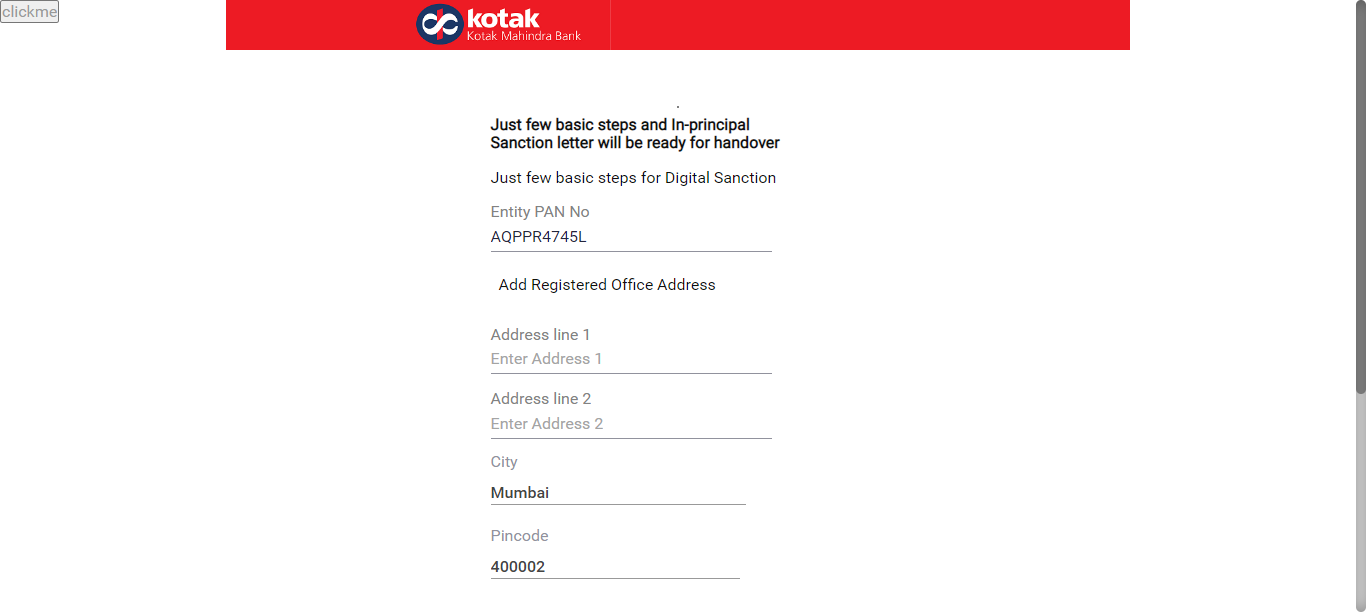 clickme
kotak
Kotak Mahindra Bank
.
Just few basic steps and In-principal
Sanction letter will be ready for handover
Just few basic steps for Digital Sanction
Entity PAN No
AQPPR4745L
Add Registered Office Address
Address line 1
Enter Address 1
Address line 2
Enter Address 2
City
Mumbai
Pincode
400002